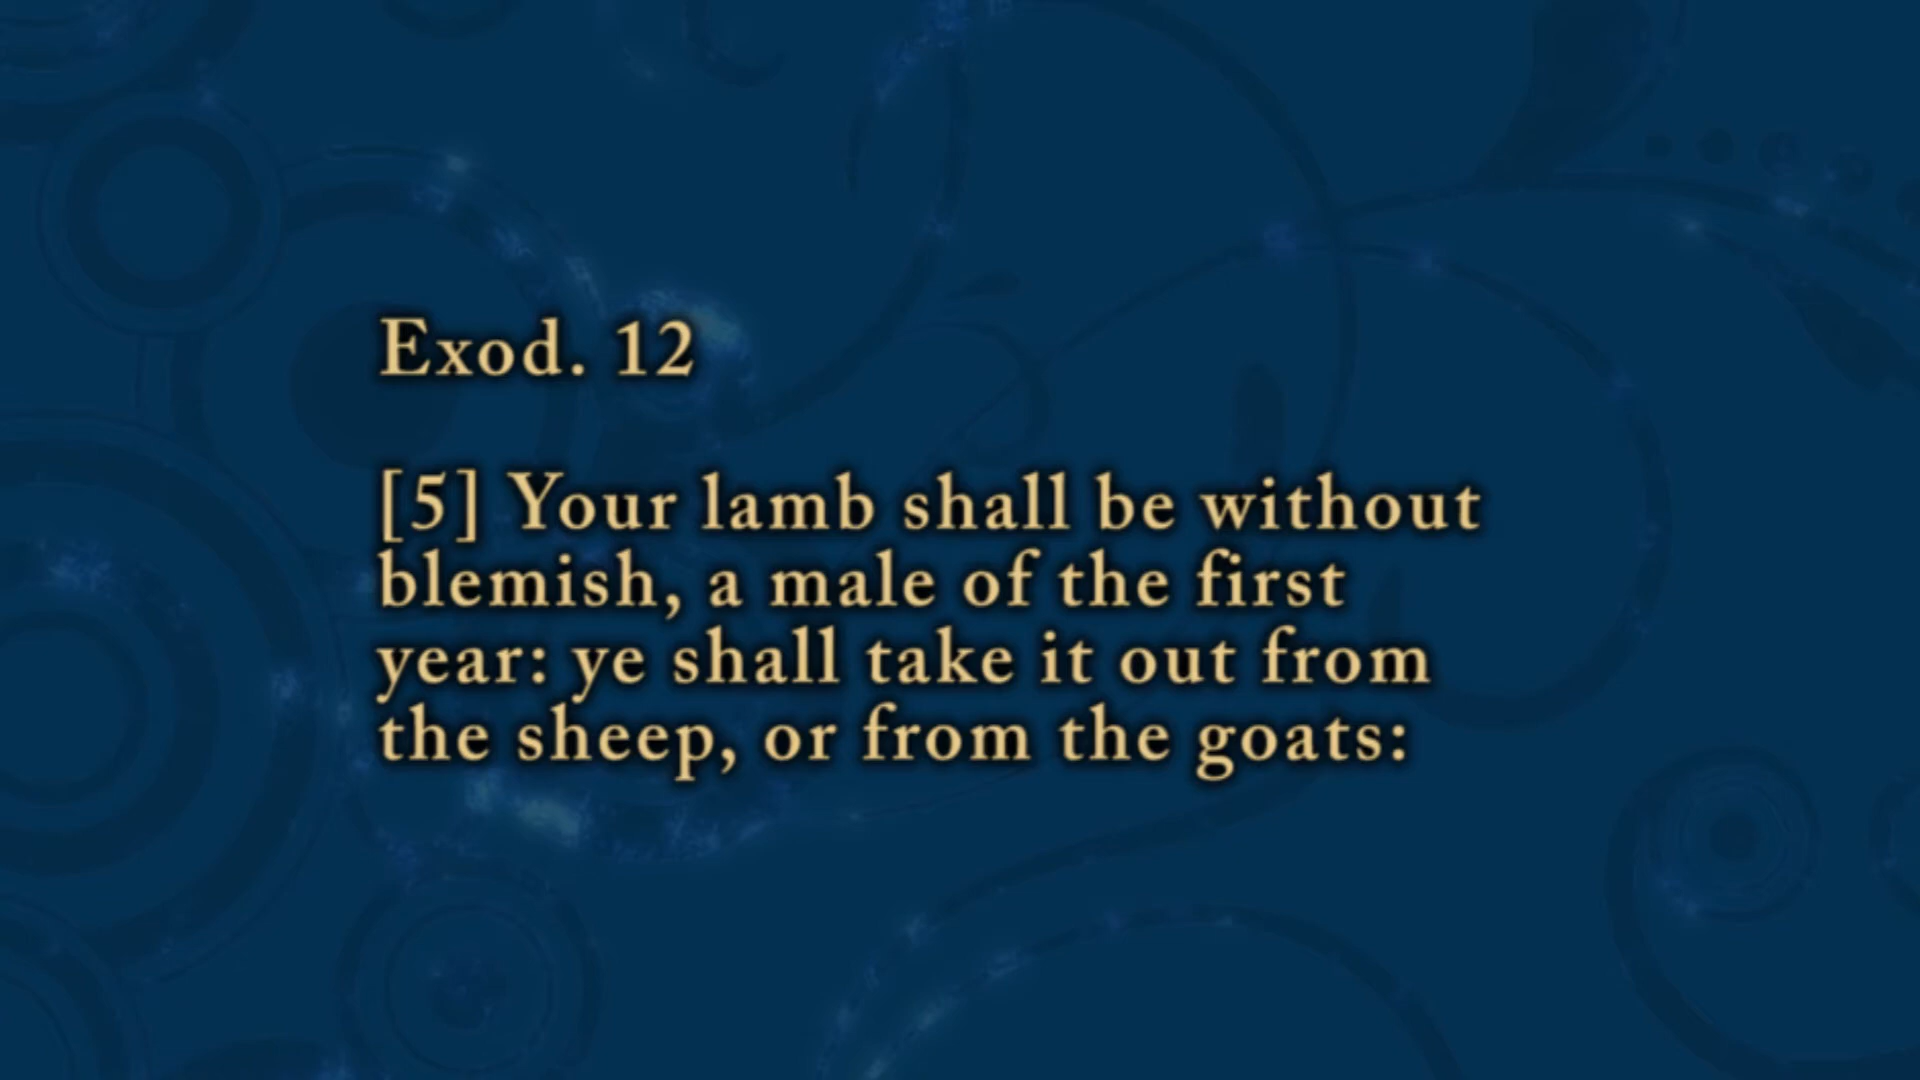 Exod. 12
[5] Your lamb shall be without
blemish, a male of the first
year: ye shall take it out from
the sheep, or from the goats: